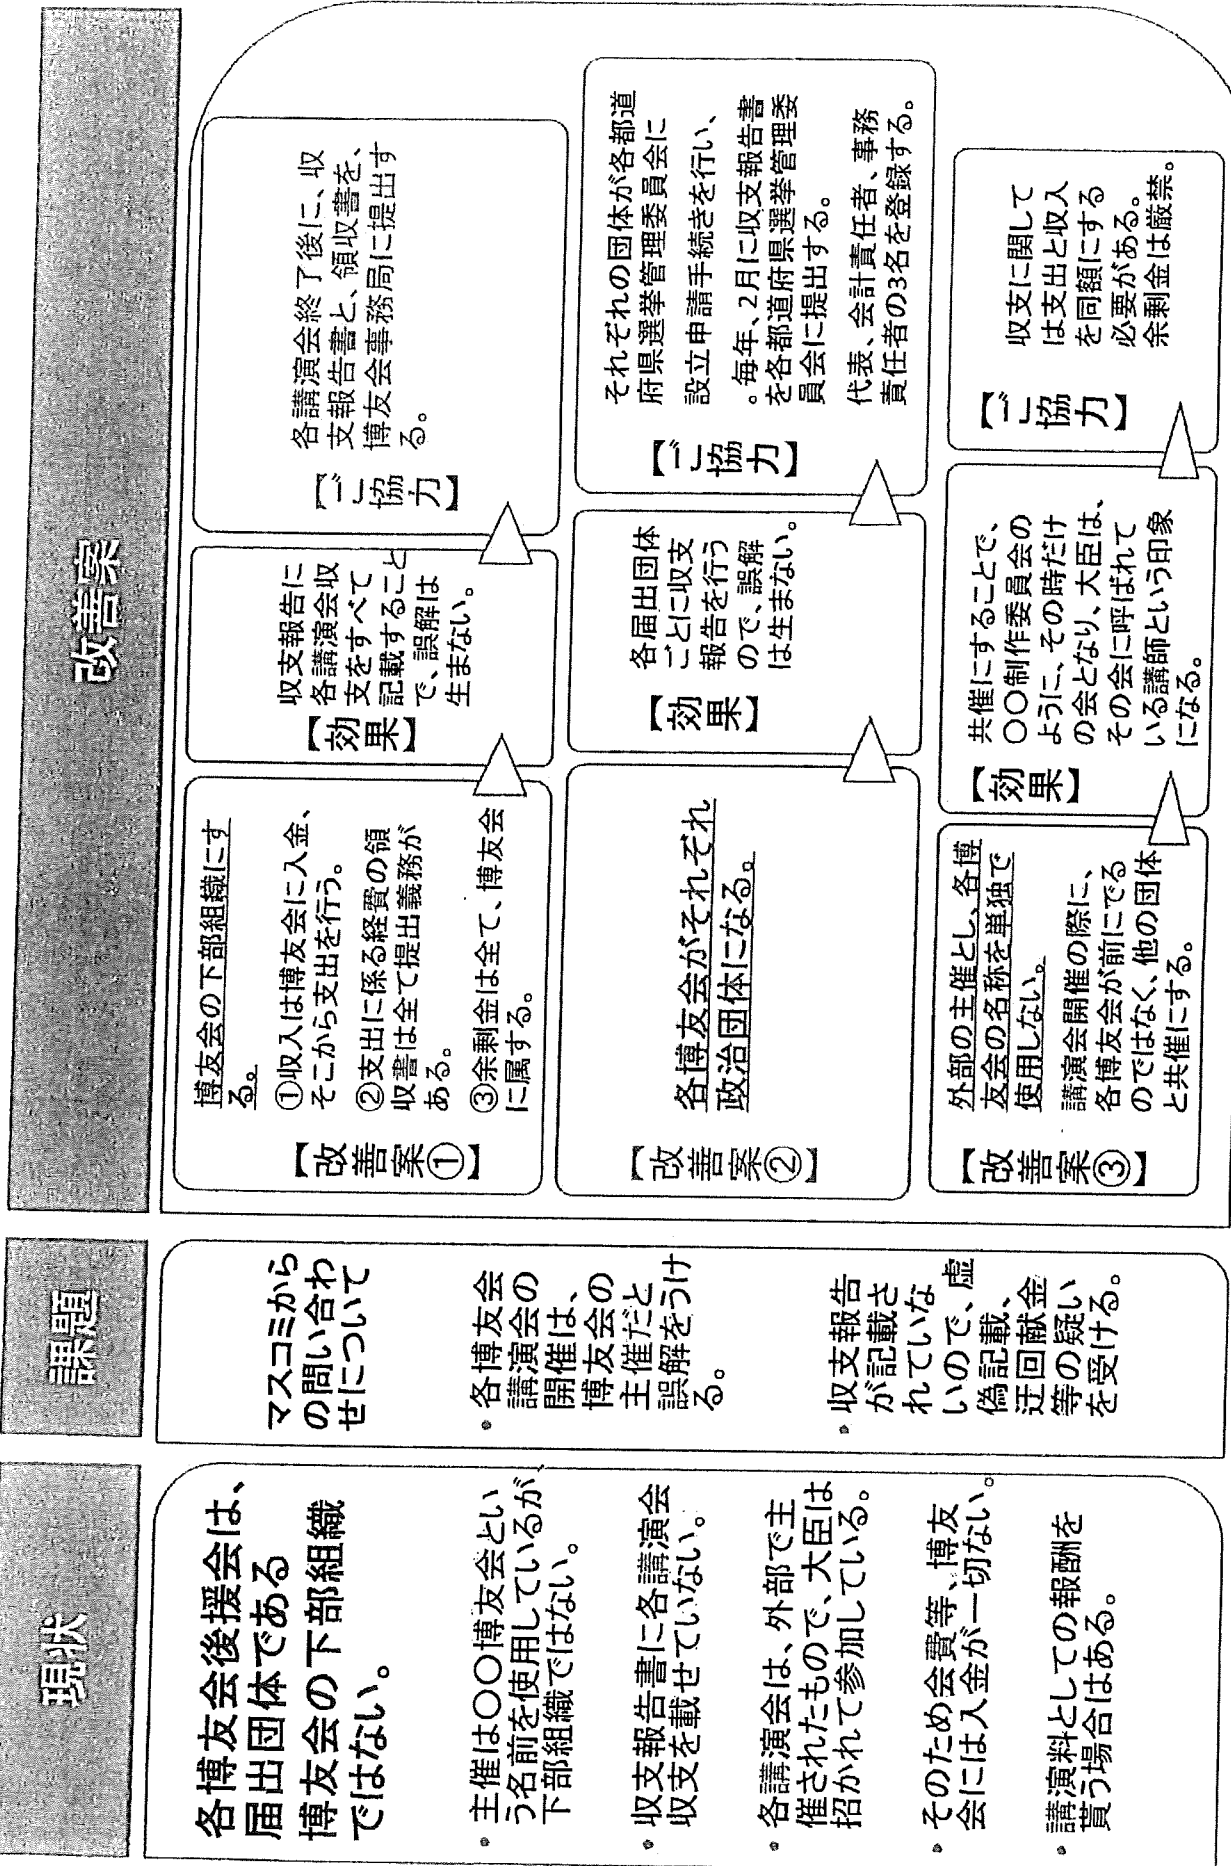 現状
各博友会後援会は、
届出団体である
博友会の下部組織
ではない。
・主催は〇〇博友会とい
う名前を使用しているが、
下部組織ではない。
・収支報告書に各講演会
収支を載せていない。
・各講演会は、外部で主
催されたもので、大臣は
招かれて参加している。
・そのため会費等、博友
会には入金が一切ない。
・講演料としての報酬を
貰う場合はある。
課題
マスコミから
の問い合わ
せについて
・各博友会
講演会の
開催は、
博友会の
主催だと
誤解をうけ
る。
・収支報告
が記載さ
れていな
いので、虚
偽記載、
迂回献金
等の疑い
を受ける。
改善案
【改善案①】
博友会の下部組織にす
る。
①収入は博友会に入金、
そこから支出を行う。
②支出に係る経費の領
収書は全て提出義務が
ある。
③余剰金は全て、博友会
に属する。
【効果】
収支報告に
各講演会収
支をすべて
記載すること
で、誤解は
生まない。
【ご協力】
各講演会終了後に、収
支報告書と、領収書を、
博友会事務局に提出す
る。
【改善案②】
各博友会がそれぞれ
政治団体になる。
【効果】
各届出団体
ごとに収支
報告を行う
ので、誤解
は生まない。
【ご協力】
それぞれの団体が各都道
府県選挙管理委員会に
設立申請手続きを行い、
。毎年、2月に収支報告書
を各都道府県選挙管理委
員会に提出する。
代表、会計責任者、事務
責任者の3名を登録する。
【改善案③】
外部の主催とし、各博
友会の名称を単独で
使用しない。
講演会開催の際に、
各博友会が前にでる
のではなく、他の団体
と共催にする。
【効果】
共催にすることで、
〇〇制作委員会の
ように、その時だけ
の会となり、大臣は、
その会に呼ばれて
いる講師という印象
になる。
【ご協力】
収支に関して
は支出と収入
を同額にする
必要がある。
余剰金は厳禁。